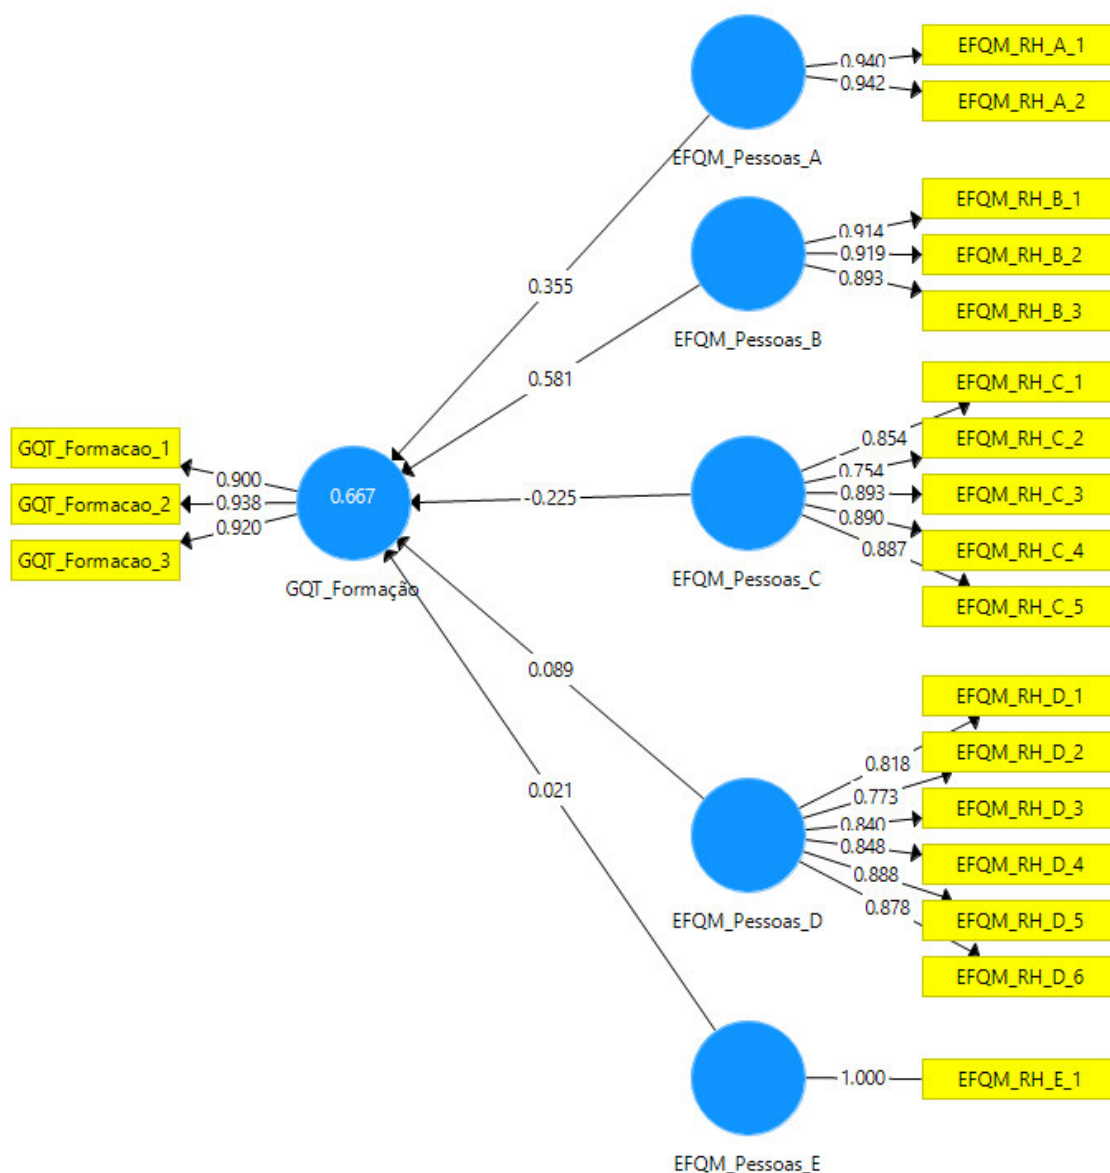 EFQM_RH_A_1
0.940
0.942
EFQM_RH_A_2
EFQM_Pessoas_A
EFQM_RH_B_1
0.914
EFQM_RH_B_2
0.919
0.893
EFQM_RH_B_3
EFQM_Pessoas_B
0.355
0.581
EFQM_RH_C_1
0.854
EFQM_RH_C_2
0.754
EFQM_RH_C_3
0.893
0.890
EFQM_RH_C_4
0.887
EFQM_RH_C_5
EFQM_Pessoas_C
-0.225
GQT_Formacao_1
0.900
GQT_Formacao_2
0.938
0.920
GQT_Formacao_3
0.667
GQT_Formação
0.089
0.021
EFQM_RH_D_1
0.818
EFQM_RH_D_2
0.773
EFQM_RH_D_3
0.840
0.848
EFQM_RH_D_4
0.888
EFQM_RH_D_5
0.878
EFQM_RH_D_6
EFQM_Pessoas_D
1.000
EFQM_RH_E_1
EFQM_Pessoas_E